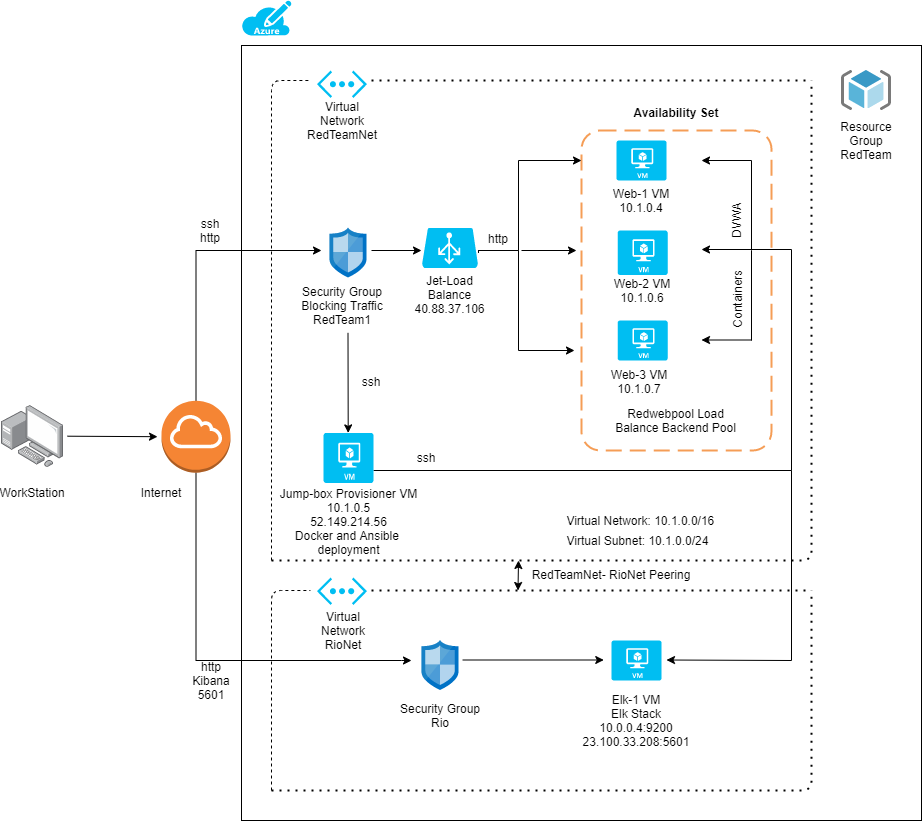 Azure
Virtual
Network
RedTeamNet
Availability Set
Resource
Group
RedTeam
VM
Web-1 VM
10.1.0.4
ssh
http
http
DVWA
VM
Web-2 VM
10.1.0.6
Security Group
Blocking Traffic
RedTeam1
Jet-Load
Balance
40.88.37.106
Containers
VM
Web-3 VM
10.1.0.7
ssh
Redwebpool Load
Balance Backend Pool
WorkStation
Internet
VM
ssh
Jump-box Provisioner VM
10.1.0.5
52.149.214.56
Docker and Ansible
deployment
Virtual Network: 10.1.0.0/16
Virtual Subnet: 10.1.0.0/24
RedTeamNet- RioNet Peering
Virtual
Network
RioNet
http
Kibana
5601
Security Group
Rio
VM
Elk-1 VM
Elk Stack
10.0.0.4:9200
23.100.33.208:5601